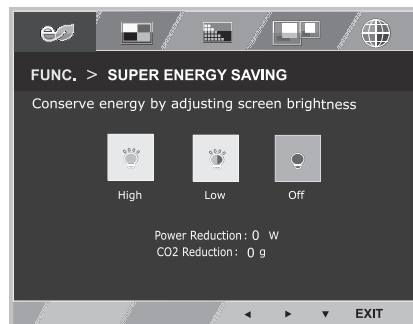 FUNC. > SUPER ENERGY SAVING
Conserve energy by adjusting screen brightness
High Low Off
Power Reduction: 0 W
CO2 Reduction: 0 g
EXIT